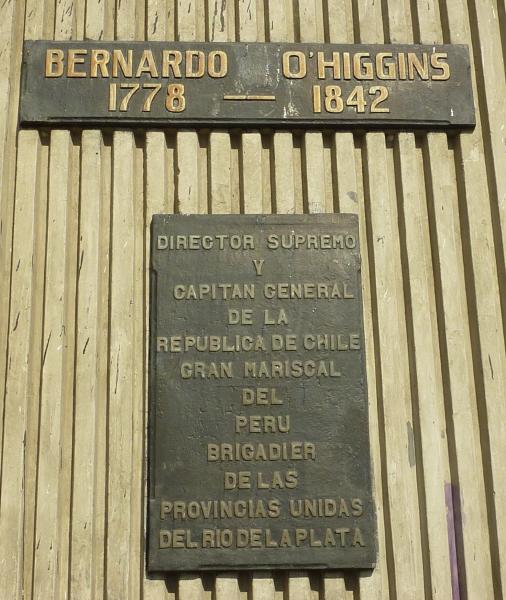 BERNARDO O'HIGGINS
1778 — 1842
DIRECTOR SUPREMO
Y
CAPITAN GENERAL
DE LA
REPUBLICA DE CHILE
GRAN MARISCAL
DEL
PERU
BRIGADIER
DE LAS
PROVINCIAS UNIDAS
DEL RIO DE LA PLATA